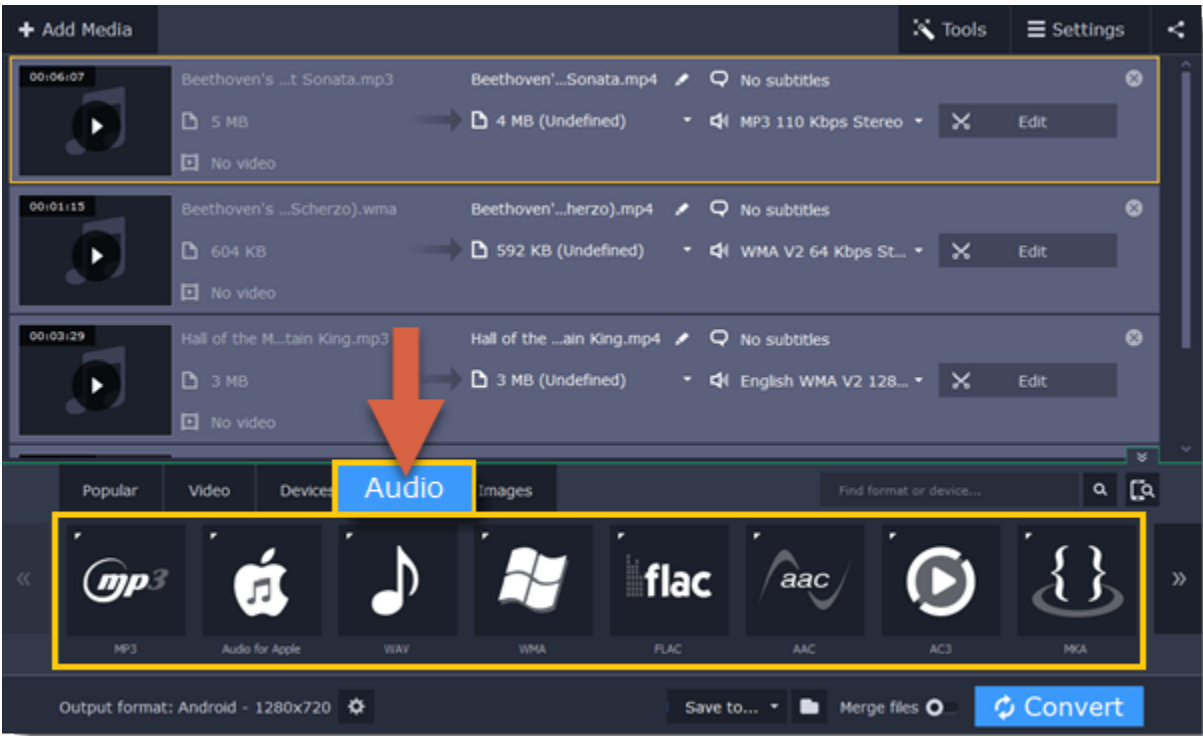 + Add Media
Tools
Settings
00:06:07
Beethoven's ...t Sonata.mp3
Beethoven'...Sonata.mp4
No subtitles
5 MB
4 MB (Undefined)
MP3 110 Kbps Stereo
Edit
No video
00:01:15
Beethoven's ...Scherzo).wma
Beethoven'...herzo).mp4
No subtitles
604 KB
592 KB (Undefined)
WMA V2 64 Kbps St...
Edit
No video
00:03:29
Hall of the M...tain King.mp3
Hall of the ...ain King.mp4
No subtitles
3 MB
3 MB (Undefined)
English WMA V2 128...
Edit
No video
Popular
Video
Devices
Audio
Images
Find format or device...
mp3
flac
aac
{ }
MP3
Audio for Apple
WAV
WMA
FLAC
AAC
AC3
MKA
Output format: Android - 1280x720
Save to...
Merge files
Convert